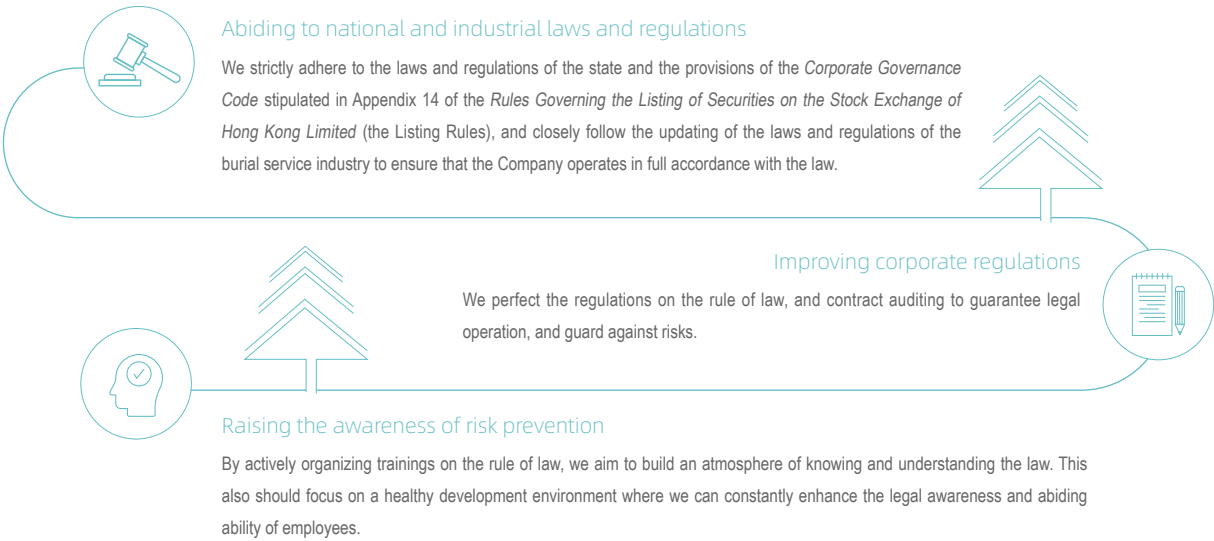 Abiding to national and industrial laws and regulations
We strictly adhere to the laws and regulations of the state and the provisions of the Corporate Governance
Code stipulated in Appendix 14 of the Rules Governing the Listing of Securities on the Stock Exchange of
Hong Kong Limited (the Listing Rules), and closely follow the updating of the laws and regulations of the
burial service industry to ensure that the Company operates in full accordance with the law.
Improving corporate regulations
We perfect the regulations on the rule of law, and contract auditing to guarantee legal
operation, and guard against risks.
Raising the awareness of risk prevention
By actively organizing trainings on the rule of law, we aim to build an atmosphere of knowing and understanding the law. This
also should focus on a healthy development environment where we can constantly enhance the legal awareness and abiding
ability of employees.